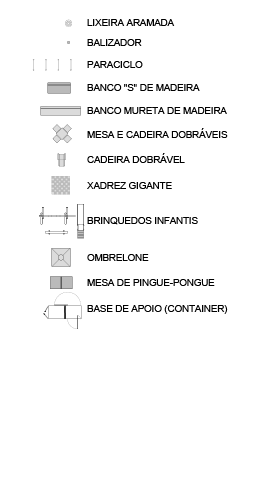 LIXEIRA ARAMADA
BALIZADOR
PARACICLO
BANCO "S" DE MADEIRA
BANCO MURETA DE MADEIRA
MESA E CADEIRA DOBRÁVEIS
CADEIRA DOBRÁVEL
XADREZ GIGANTE
BRINQUEDOS INFANTIS
OMBRELONE
MESA DE PINGUE-PONGUE
BASE DE APOIO (CONTAINER)